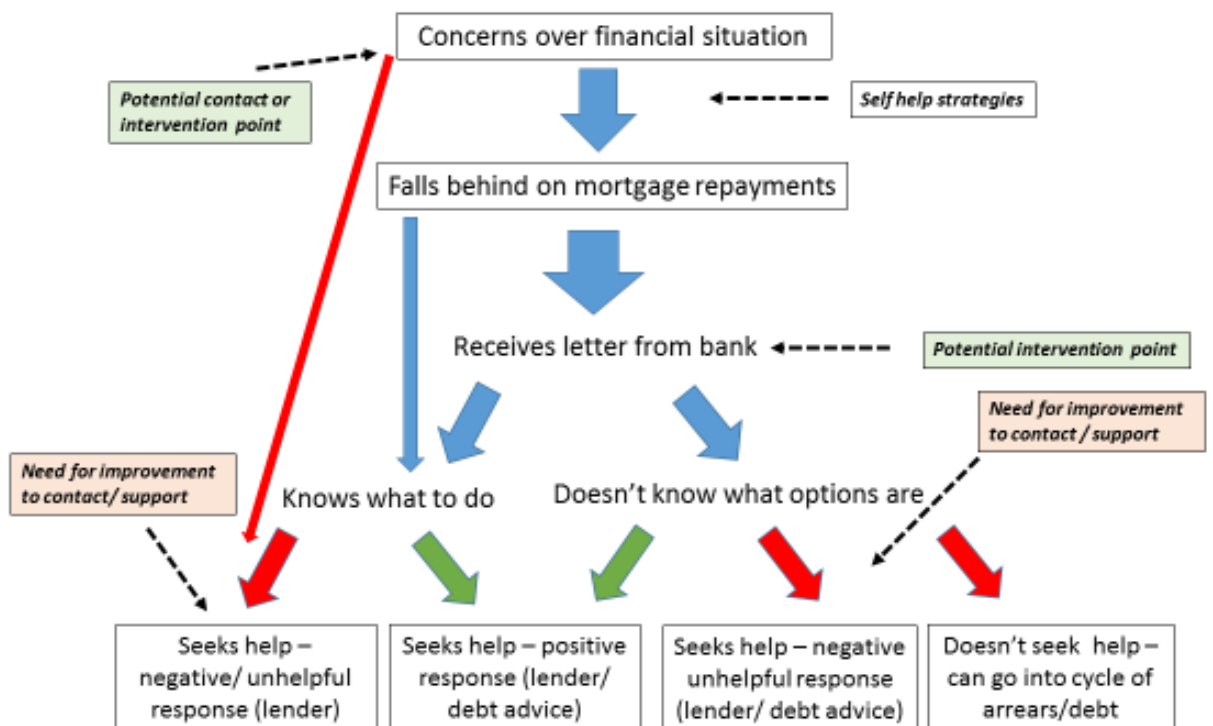 Concerns over financial situation
Potential contact or
intervention point
Self help strategies
Falls behind on mortgage repayments
Receives letter from bank
Potential intervention point
Need for improvement
to contact / support
Need for improvement
to contact/ support
Knows what to do
Doesn't know what options are
Seeks help –
negative/ unhelpful
response (lender)
Seeks help – positive
response (lender/
debt advice)
Seeks help – negative
unhelpful response
(lender/ debt advice)
Doesn't seek help –
can go into cycle of
arrears/debt